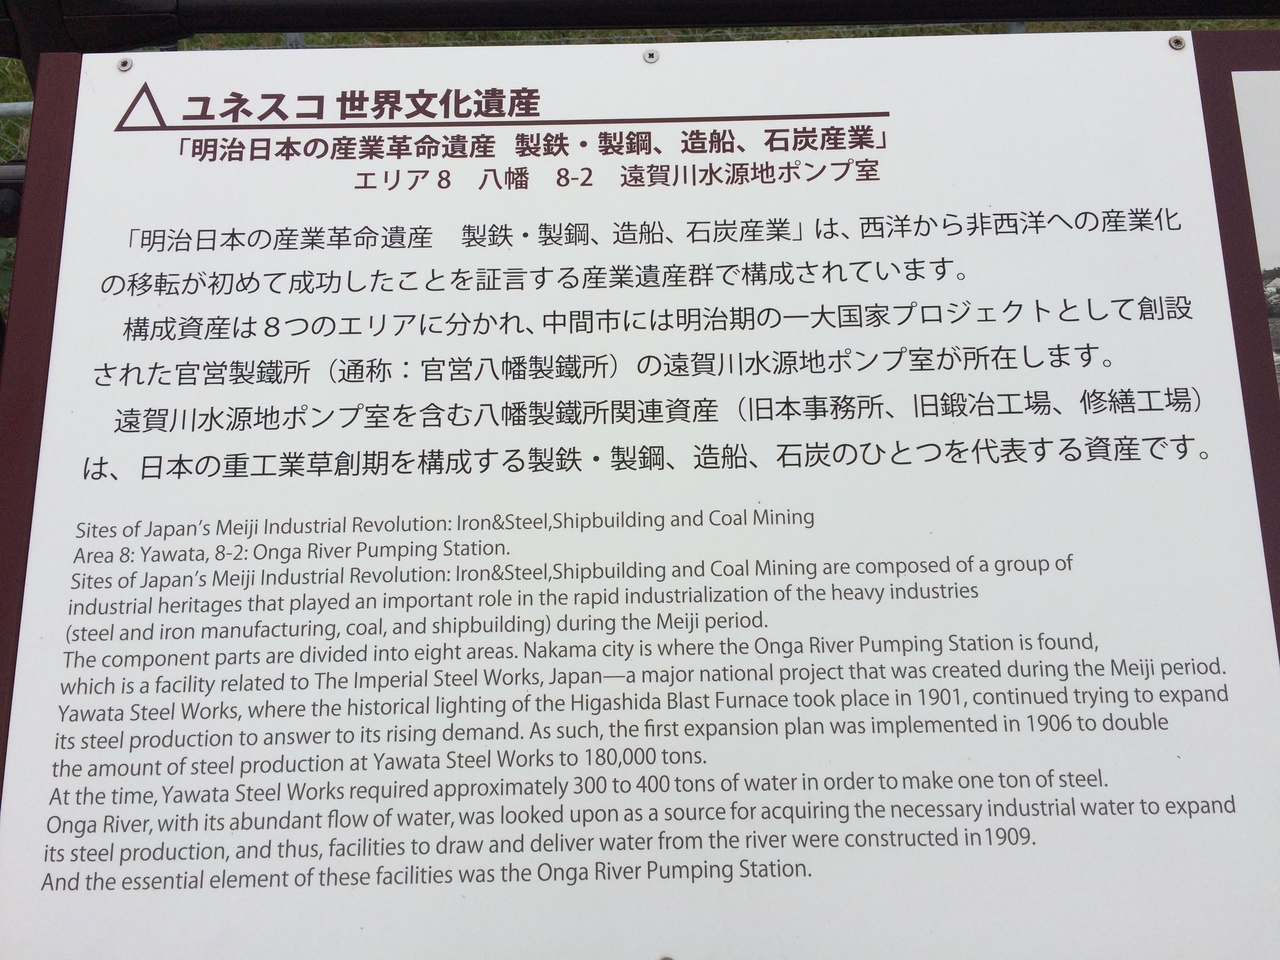 ユネスコ 世界文化遺産
「明治日本の産業革命遺産 製鉄・製鋼、造船、石炭産業」
エリア8 八幡 8-2 遠賀川水源地ポンプ室
「明治日本の産業革命遺産 製鉄・製鋼、造船、石炭産業」は、西洋から非西洋への産業化
の移転が初めて成功したことを証言する産業遺産群で構成されています。
構成資産は8つのエリアに分かれ、中間市には明治期の一大国家プロジェクトとして創設
された官営製鐵所（通称：官営八幡製鐵所）の遠賀川水源地ポンプ室が所在します。
遠賀川水源地ポンプ室を含む八幡製鐵所関連資産（旧本事務所、旧鍛冶工場、修繕工場）
は、日本の重工業草創期を構成する製鉄・製鋼、造船、石炭のひとつを代表する資産です。
Sites of Japan's Meiji Industrial Revolution: Iron&Steel,Shipbuilding and Coal Mining
Area 8: Yawata, 8-2: Onga River Pumping Station.
Sites of Japan's Meiji Industrial Revolution: Iron&Steel,Shipbuilding and Coal Mining are composed of a group of
industrial heritages that played an important role in the rapid industrialization of the heavy industries
(steel and iron manufacturing, coal, and shipbuilding) during the Meiji period.
The component parts are divided into eight areas. Nakama city is where the Onga River Pumping Station is found,
which is a facility related to The Imperial Steel Works, Japan—a major national project that was created during the Meiji period.
Yawata Steel Works, where the historical lighting of the Higashida Blast Furnace took place in 1901, continued trying to expand
its steel production to answer to its rising demand. As such, the first expansion plan was implemented in 1906 to double
the amount of steel production at Yawata Steel Works to 180,000 tons.
At the time, Yawata Steel Works required approximately 300 to 400 tons of water in order to make one ton of steel.
Onga River, with its abundant flow of water, was looked upon as a source for acquiring the necessary industrial water to expand
its steel production, and thus, facilities to draw and deliver water from the river were constructed in 1909.
And the essential element of these facilities was the Onga River Pumping Station.